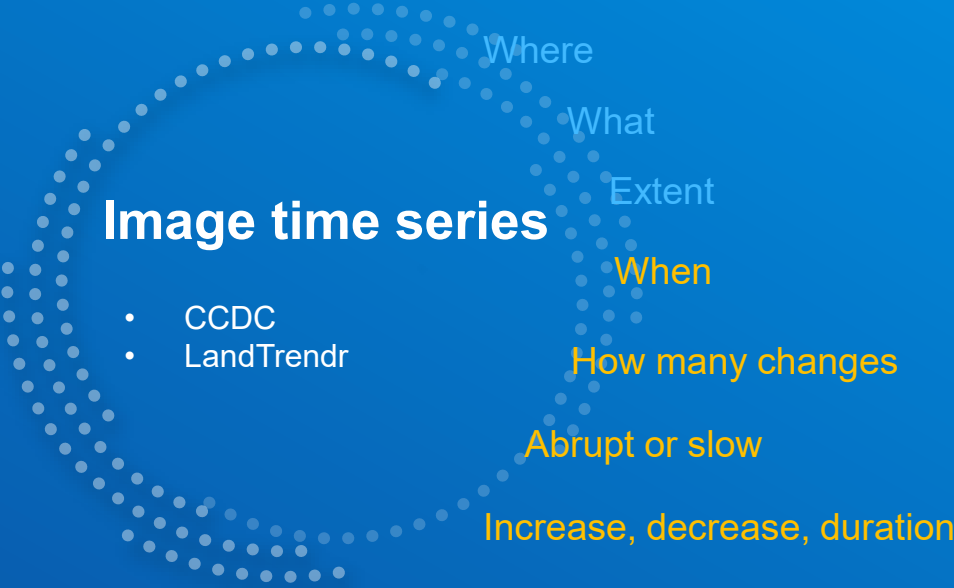 Where
What
Extent
Image time series
When
• CCDC
• LandTrendr
How many changes
Abrupt or slow
Increase, decrease, duration